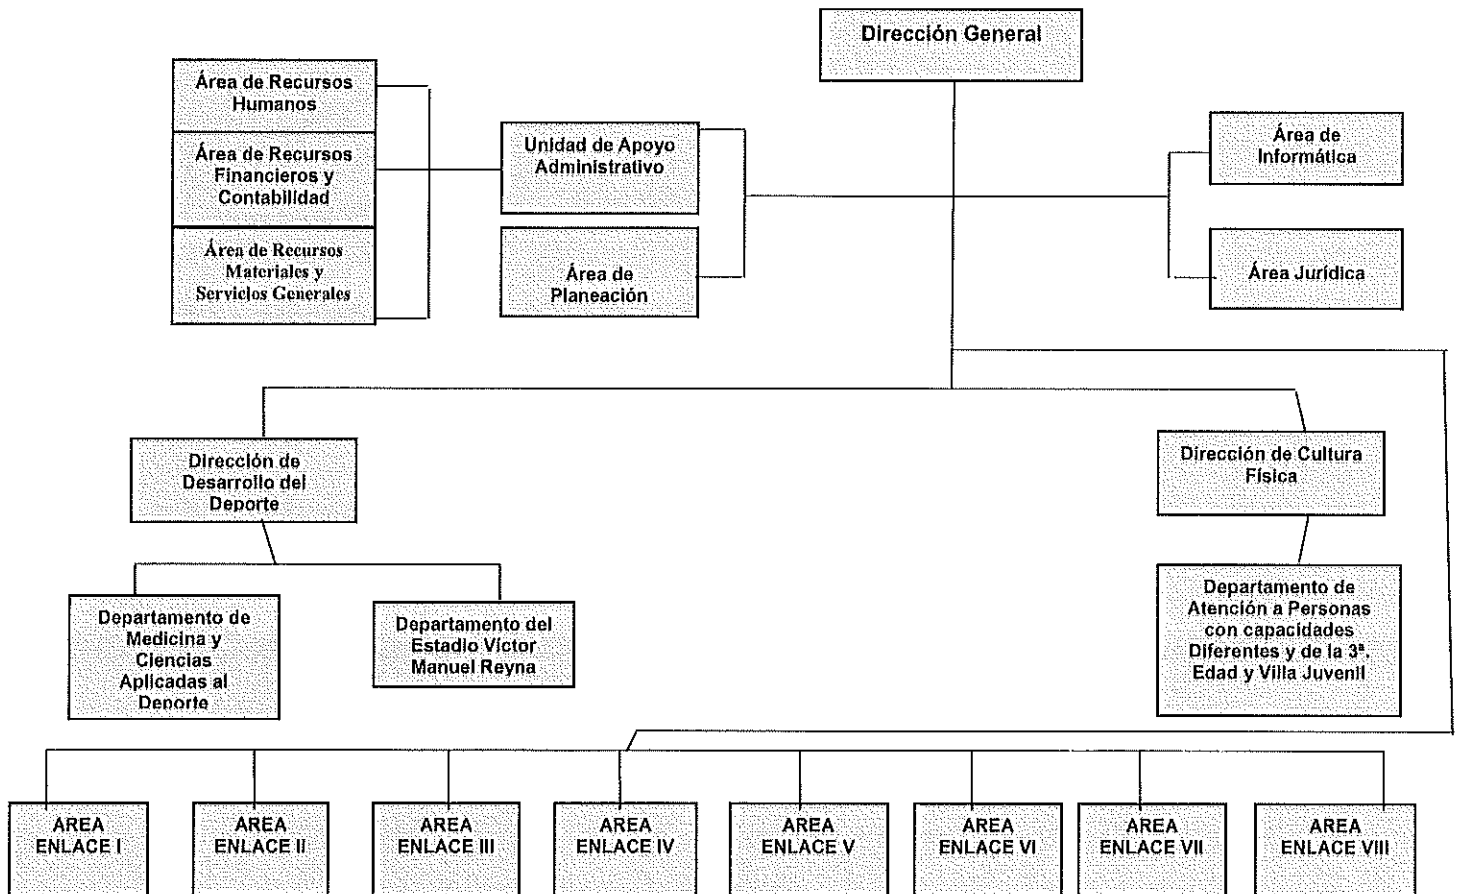 Dirección General
Área de Recursos
Humanos
Área de Recursos
Financieros y
Contabilidad
Área de Recursos
Materiales y
Servicios Generales
Unidad de Apoyo
Administrativo
Área de
Planeación
Área de
Informática
Área Jurídica
Dirección de
Desarrollo del
Deporte
Dirección de Cultura
Física
Departamento de
Medicina y
Ciencias
Aplicadas al
Deporte
Departamento del
Estadio Víctor
Manuel Reyna
Departamento de
Atención a Personas
con capacidades
Diferentes y de la 3ª.
Edad y Villa Juvenil
AREA
ENLACE I
AREA
ENLACE II
AREA
ENLACE III
AREA
ENLACE IV
AREA
ENLACE V
AREA
ENLACE VI
AREA
ENLACE VII
AREA
ENLACE VIII